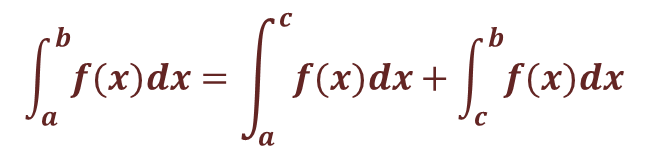 ∫_a^b f(x)dx = ∫_a^c f(x)dx + ∫_c^b f(x)dx